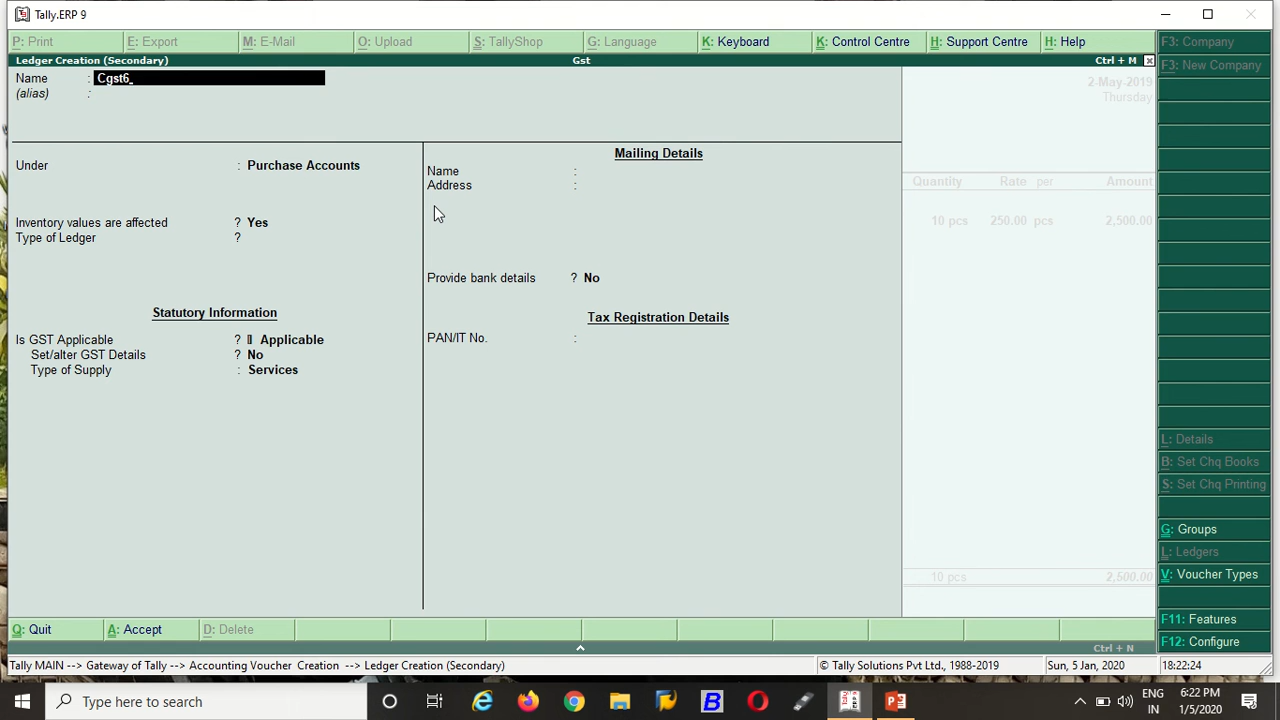 Tally.ERP 9
P: Print
E: Export
M: E-Mail
O: Upload
S: TallyShop
G: Language
K: Keyboard
K: Control Centre
H: Support Centre
H: Help
F3: Company
F3: New Company
Ledger Creation (Secondary)
Gst
Ctrl + M
Name : Cgst6_
(alias) :
2-May-2019
Thursday
Under : Purchase Accounts
Inventory values are affected ? Yes
Type of Ledger ?
Statutory Information
Is GST Applicable ? Applicable
Set/alter GST Details ? No
Type of Supply : Services
Mailing Details
Name :
Address :
Provide bank details ? No
Tax Registration Details
PAN/IT No. :
Quantity Rate per Amount
10 pcs 250.00 pcs 2,500.00
10 pcs 2,500.00
L: Details
B: Set Chq Books
S: Set Chq Printing
G: Groups
L: Ledgers
V: Voucher Types
F11: Features
F12: Configure
Q: Quit
A: Accept
D: Delete
Ctrl + N
Tally MAIN --> Gateway of Tally --> Accounting Voucher Creation --> Ledger Creation (Secondary)
© Tally Solutions Pvt Ltd., 1988-2019
Sun, 5 Jan, 2020
18:22:24
Type here to search
ENG
IN
6:22 PM
1/5/2020